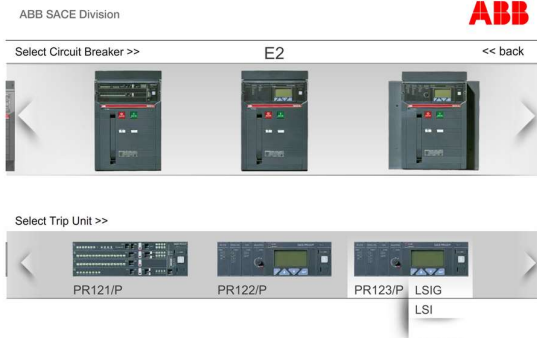 ABB SACE Division
ABB
Select Circuit Breaker >> E2 << back
Select Trip Unit >>
PR121/P PR122/P PR123/P LSIG
LSI